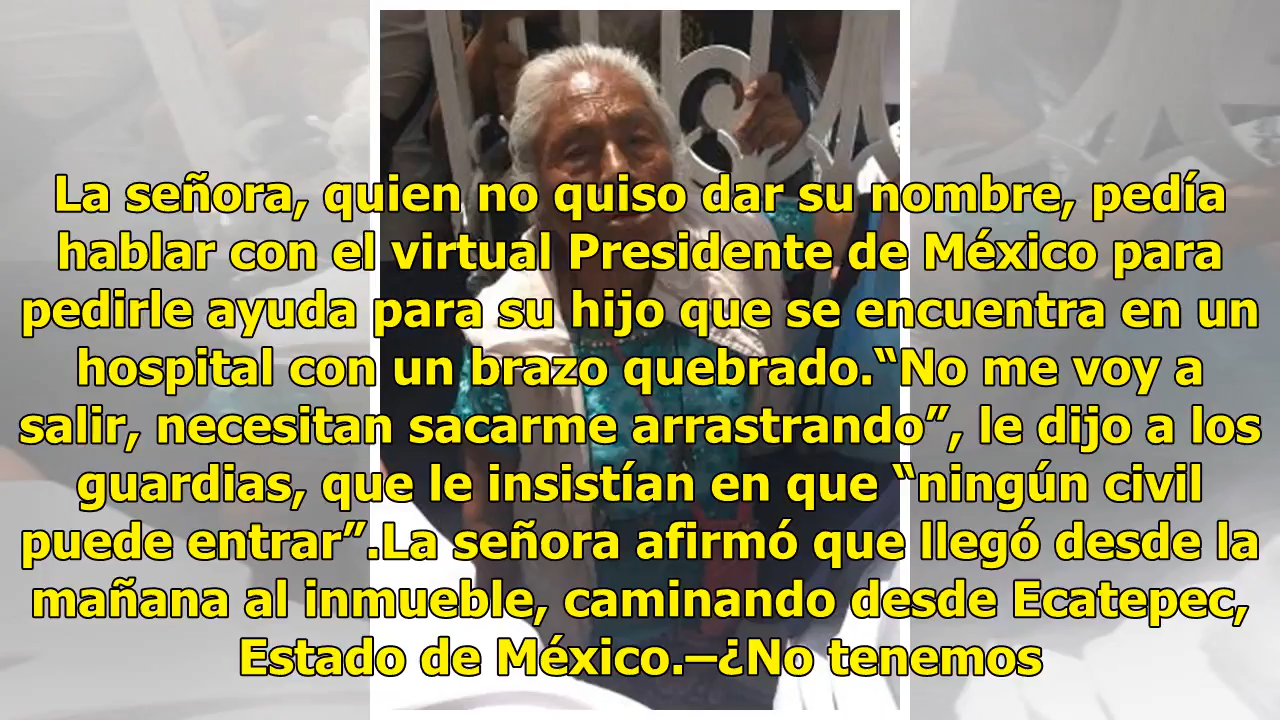 La señora, quien no quiso dar su nombre, pedía
hablar con el virtual Presidente de México para
pedirle ayuda para su hijo que se encuentra en un
hospital con un brazo quebrado.“No me voy a
salir, necesitan sacarme arrastrando”, le dijo a los
guardias, que le insistían en que “ningún civil
puede entrar”.La señora afirmó que llegó desde la
mañana al inmueble, caminando desde Ecatepec,
Estado de México.–¿No tenemos